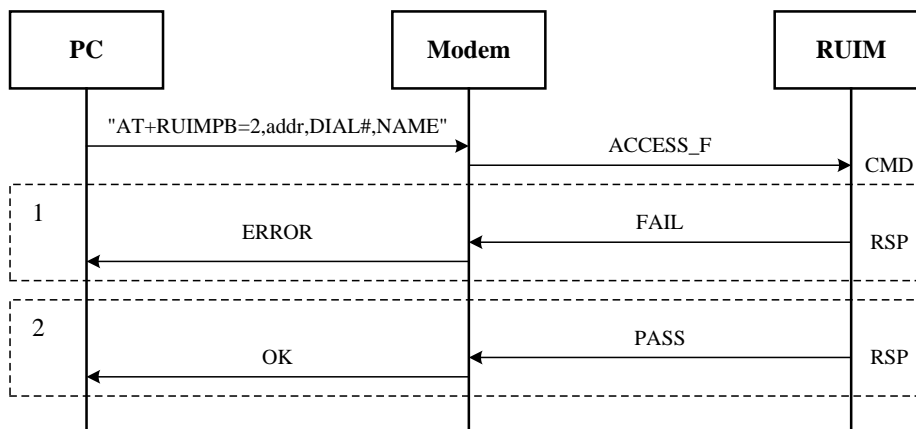 PC
Modem
RUIM
"AT+RUIMPB=2,addr,DIAL#,NAME"
ACCESS_F
CMD
1
ERROR
FAIL
RSP
2
OK
PASS
RSP